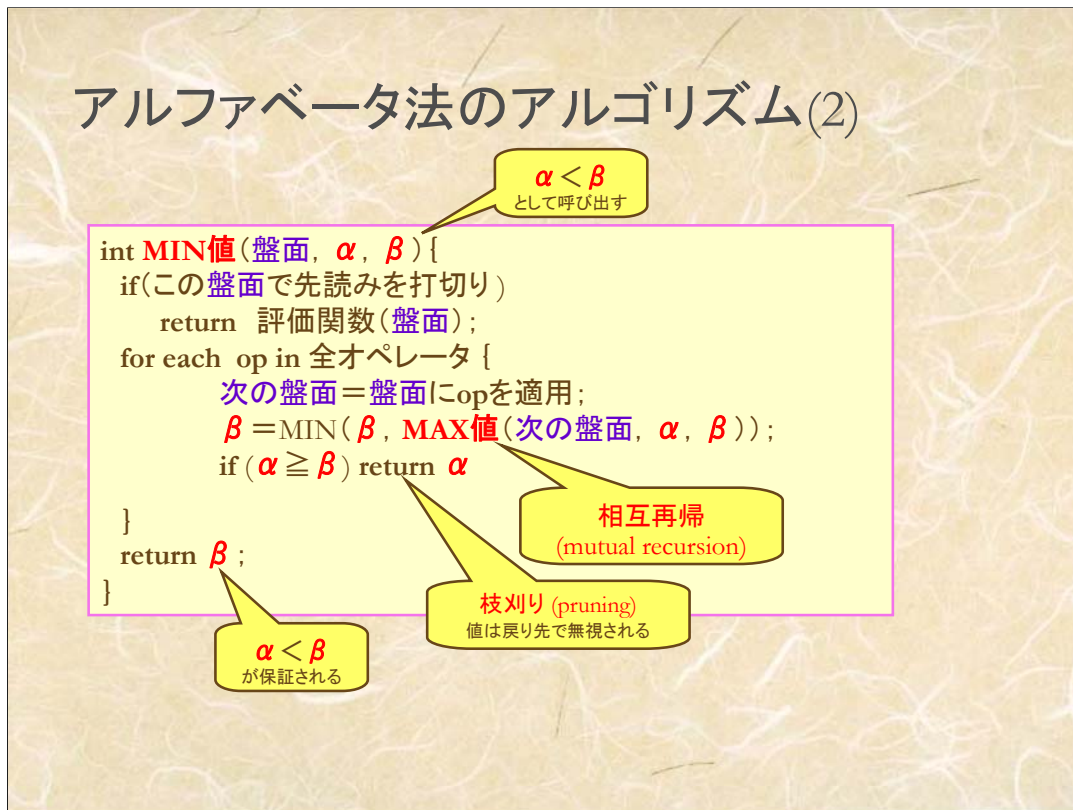 アルファベータ法のアルゴリズム(2)
α＜β
として呼び出す
int MIN値（盤面, α, β）{
if（この盤面で先読みを打切り）
return 評価関数（盤面）;
for each op in 全オペレータ {
次の盤面＝盤面にopを適用;
β＝MIN（β, MAX値（次の盤面, α, β））;
if (α≧β) return α
}
return β ;
}
相互再帰
(mutual recursion)
枝刈り (pruning)
値は戻り先で無視される
α＜β
が保証される